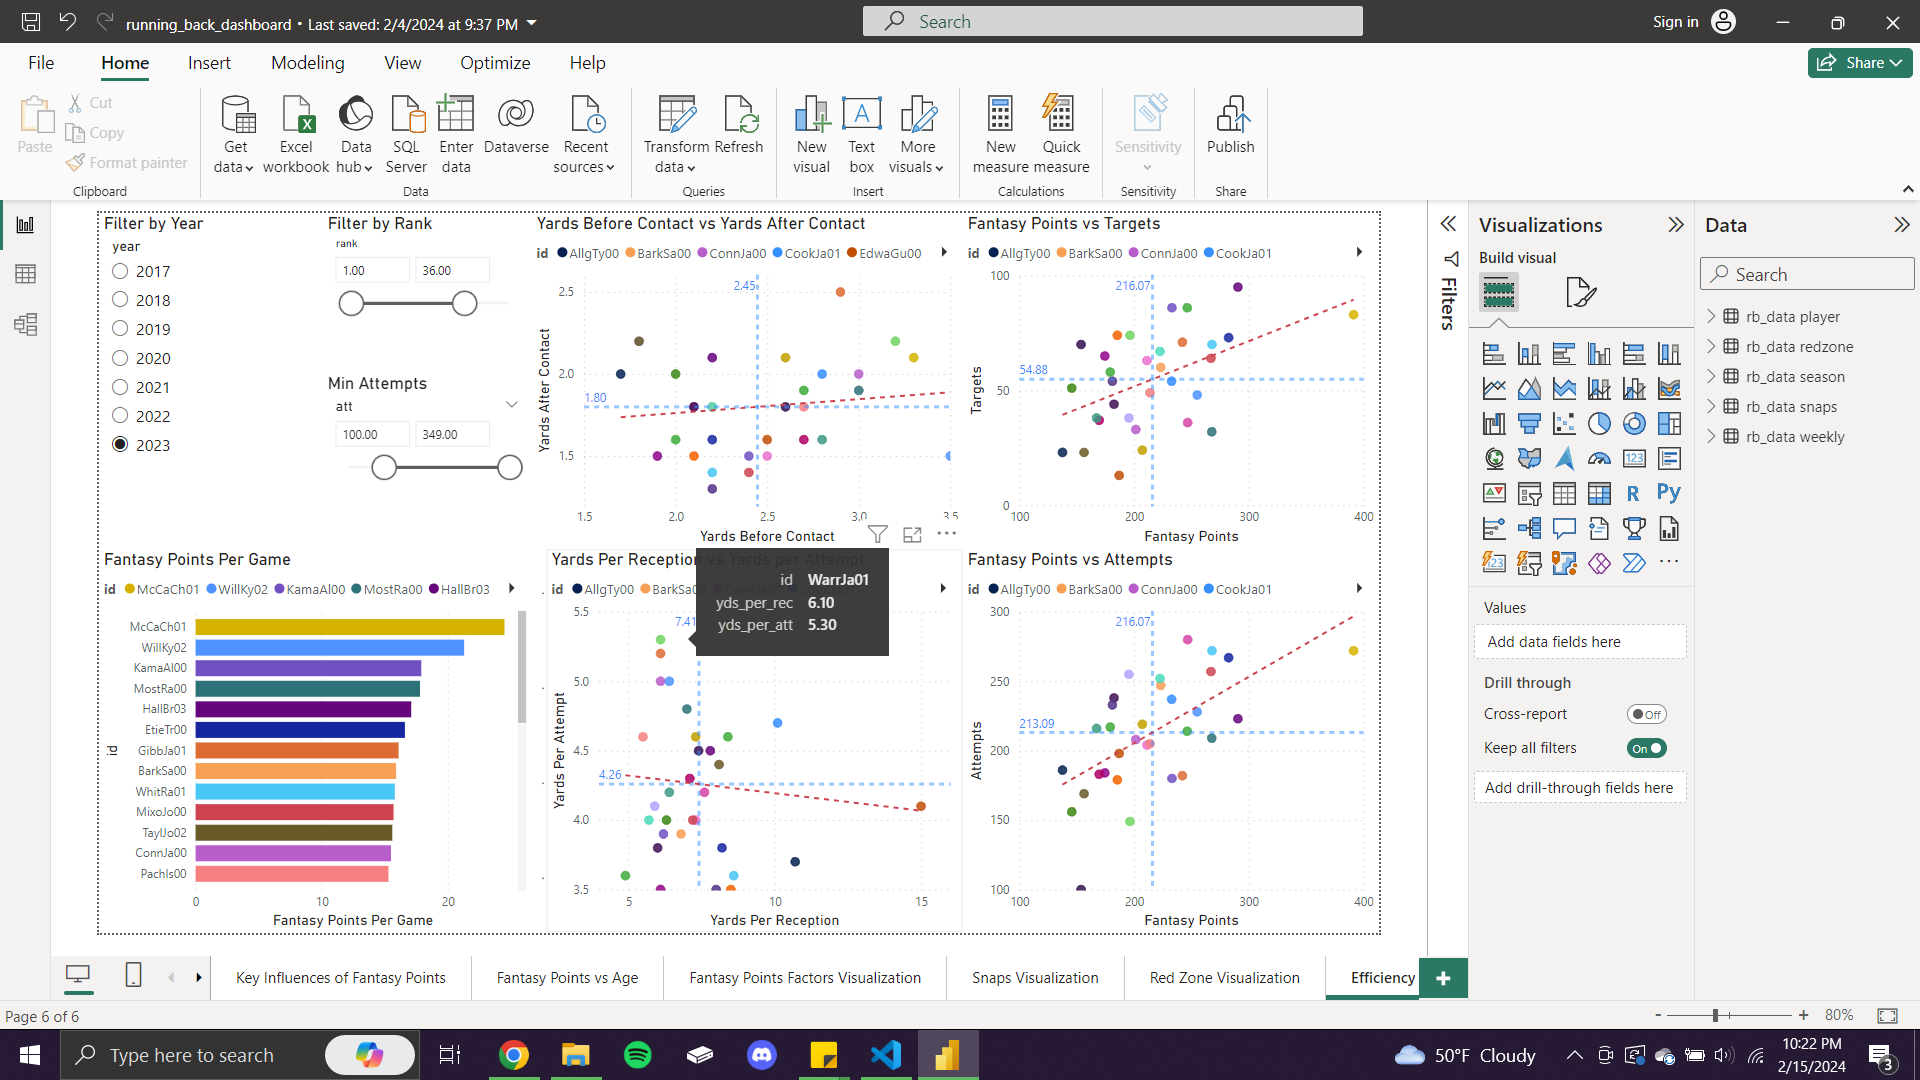 running_back_dashboard • Last saved: 2/4/2024 at 9:37 PM
Search
Sign in
File Home Insert Modeling View Optimize Help
Share
Paste
Cut
Copy
Format painter
Clipboard
Get data
Excel workbook
Data hub
SQL Server
Enter data
Dataverse
Recent sources
Data
Transform data
Refresh
Queries
New visual
Text box
More visuals
Insert
New measure
Quick measure
Calculations
Sensitivity
Sensitivity
Publish
Share
Filter by Year
year
2017
2018
2019
2020
2021
2022
2023
Filter by Rank
rank
1.00 36.00
Min Attempts
att
100.00 349.00
Yards Before Contact vs Yards After Contact
id AllgTy00 BarkSa00 ConnJa00 CookJa01 EdwaGu00
2.45
1.80
Yards After Contact
2.5
2.0
1.5
1.5 2.0 2.5 3.0 3.5
Yards Before Contact
Fantasy Points vs Targets
id AllgTy00 BarkSa00 ConnJa00 CookJa01
216.07
54.88
Targets
100
50
0
100 200 300 400
Fantasy Points
Fantasy Points Per Game
id McCaCh01 WillKy02 KamaAl00 MostRa00 HallBr03
id
McCaCh01
WillKy02
KamaAl00
MostRa00
HallBr03
EtieTr00
GibbJa01
BarkSa00
WhitRa01
MixoJo00
TaylJo02
ConnJa00
PachIs00
0 10 20
Fantasy Points Per Game
Yards Per Reception vs Yards per Attempt
id AllgTy00 BarkSa00
id WarrJa01
yds_per_rec 6.10
yds_per_att 5.30
7.41
4.26
Yards Per Attempt
5.5
5.0
4.5
4.0
3.5
5 10 15
Yards Per Reception
Fantasy Points vs Attempts
id AllgTy00 BarkSa00 ConnJa00 CookJa01
216.07
213.09
Attempts
300
250
200
150
100
100 200 300 400
Fantasy Points
Filters
Visualizations
Build visual
123
R Py
123
Values
Add data fields here
Drill through
Cross-report Off
Keep all filters On
Add drill-through fields here
Data
Search
rb_data player
rb_data redzone
rb_data season
rb_data snaps
rb_data weekly
Key Influences of Fantasy Points
Fantasy Points vs Age
Fantasy Points Factors Visualization
Snaps Visualization
Red Zone Visualization
Efficiency
Page 6 of 6
- + 80%
Type here to search
50°F Cloudy
10:22 PM
2/15/2024
3